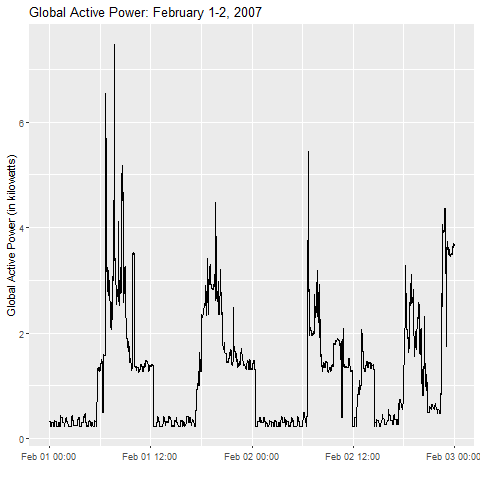 Global Active Power: February 1-2, 2007
Global Active Power (in kilowatts)
6
4
2
0
Feb 01 00:00 Feb 01 12:00 Feb 02 00:00 Feb 02 12:00 Feb 03 00:00